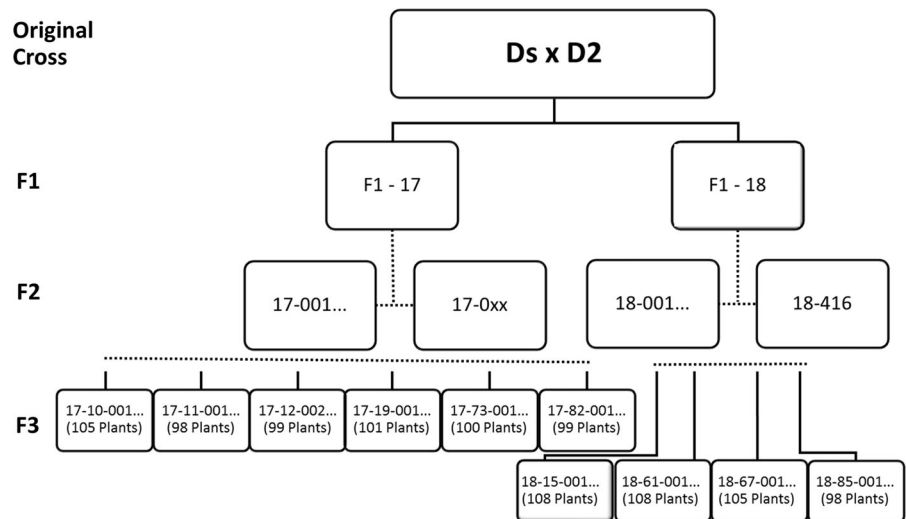 Original
Cross
Ds x D2
F1
F1 - 17
F1 - 18
F2
17-001...
17-0xx
18-001...
18-416
F3
17-10-001...
(105 Plants)
17-11-001...
(98 Plants)
17-12-002...
(99 Plants)
17-19-001...
(101 Plants)
17-73-001...
(100 Plants)
17-82-001...
(99 Plants)
18-15-001...
(108 Plants)
18-61-001...
(108 Plants)
18-67-001...
(105 Plants)
18-85-001...
(98 Plants)